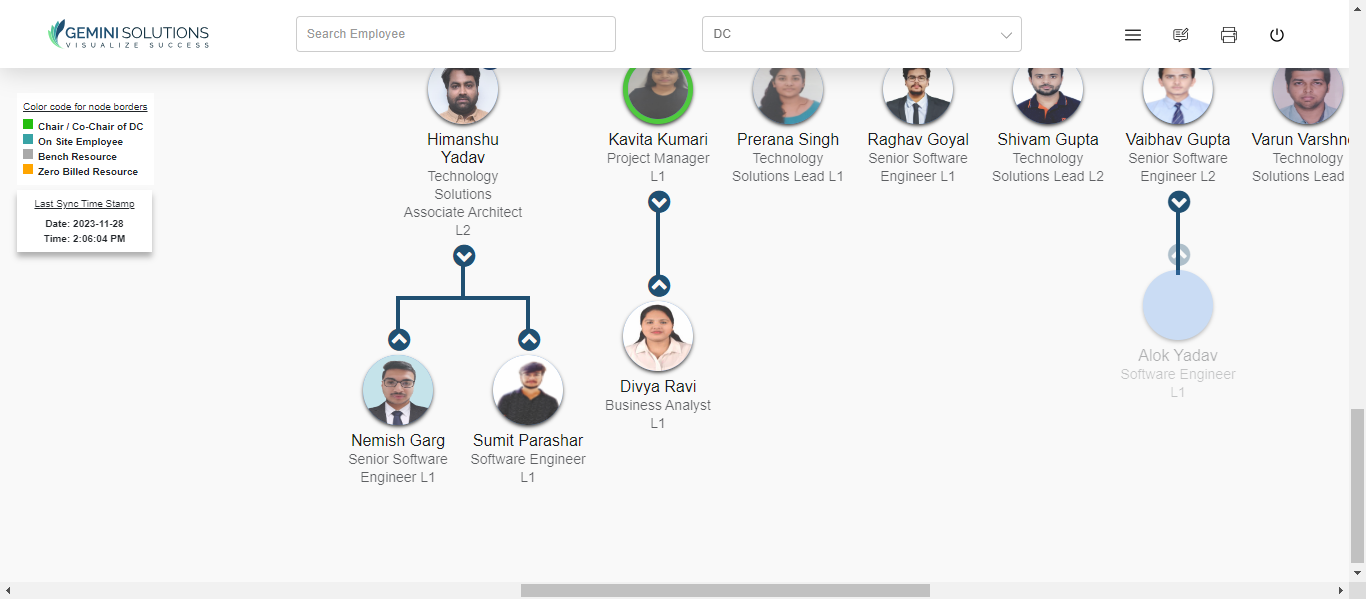 GEMINI SOLUTIONS
VISUALIZE SUCCESS
Search Employee
DC
Color code for node borders
Chair / Co-Chair of DC
On Site Employee
Bench Resource
Zero Billed Resource
Last Sync Time Stamp
Date: 2023-11-28
Time: 2:06:04 PM
Himanshu
Yadav
Technology
Solutions
Associate Architect
L2
Kavita Kumari
Project Manager
L1
Prerana Singh
Technology
Solutions Lead L1
Raghav Goyal
Senior Software
Engineer L1
Shivam Gupta
Technology
Solutions Lead L2
Vaibhav Gupta
Senior Software
Engineer L2
Varun Varshn
Technology
Solutions Lead
Nemish Garg
Senior Software
Engineer L1
Sumit Parashar
Software Engineer
L1
Divya Ravi
Business Analyst
L1
Alok Yadav
Software Engineer
L1